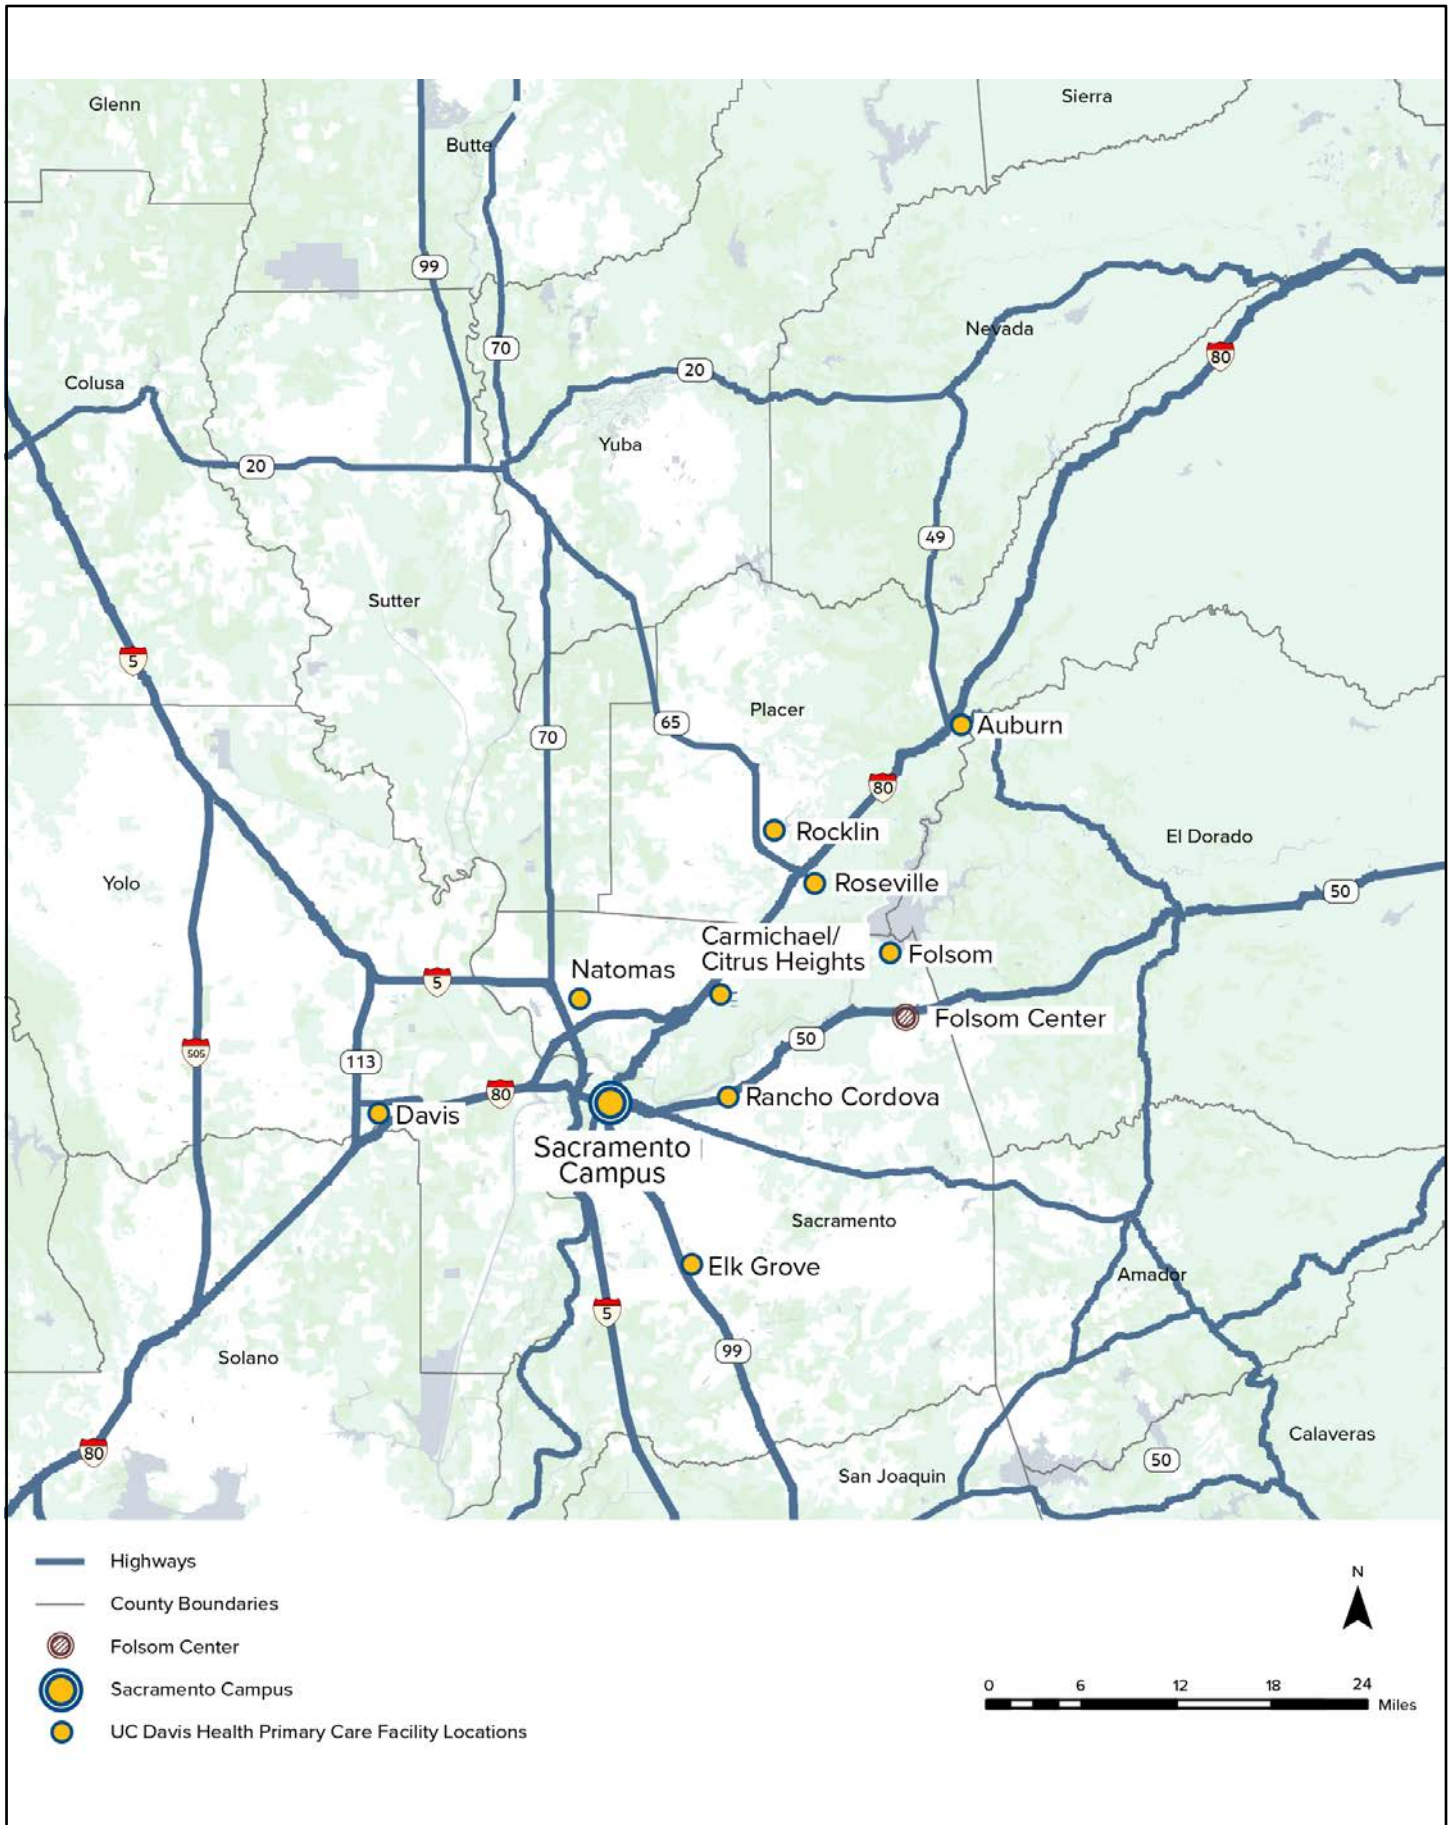 Glenn
Sierra
Butte
99
Nevada
70
80
20
Colusa
Yuba
20
49
Sutter
5
Placer
65
Auburn
70
80
Rocklin
El Dorado
Yolo
Roseville
50
Carmichael/
Citrus Heights
Folsom
Natomas
5
Folsom Center
50
505
113
80
Rancho Cordova
Davis
Sacramento
Campus
Sacramento
Elk Grove
Amador
5
99
Solano
Calaveras
80
50
San Joaquin
Highways
County Boundaries
Folsom Center
Sacramento Campus
UC Davis Health Primary Care Facility Locations
N
0 6 12 18 24
Miles